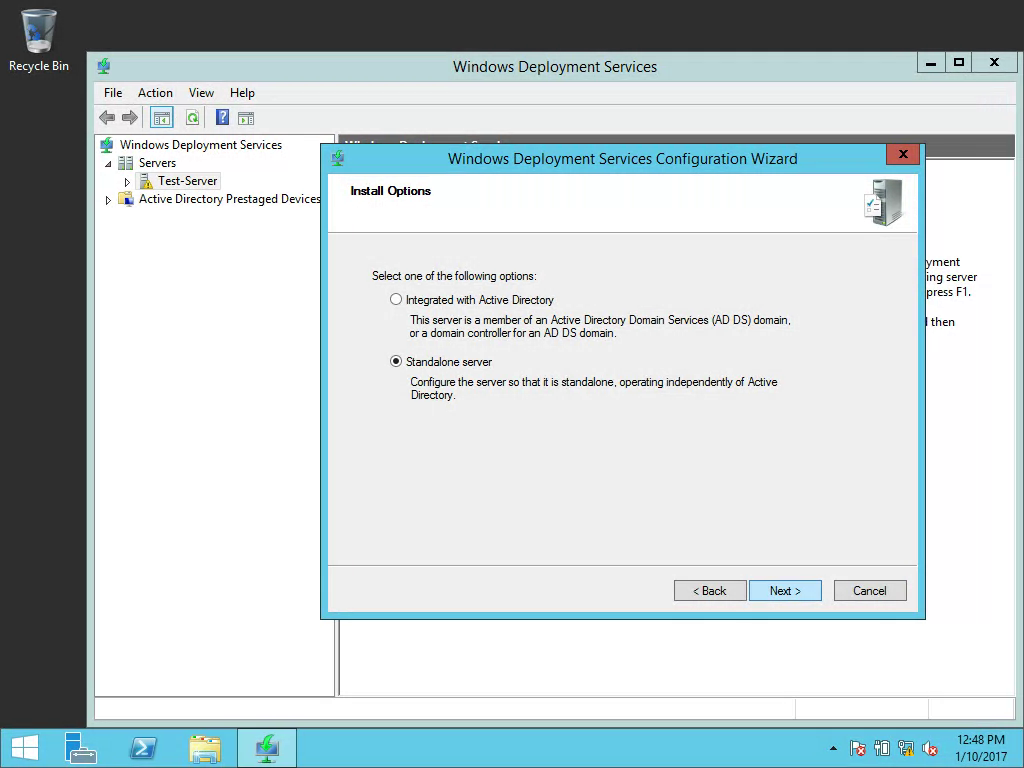 Recycle Bin
Windows Deployment Services
File Action View Help
Windows Deployment Services
Servers
Test-Server
Active Directory Prestaged Devices
Windows Deployment Services Configuration Wizard
x
Install Options
Select one of the following options:
Integrated with Active Directory
This server is a member of an Active Directory Domain Services (AD DS) domain,
or a domain controller for an AD DS domain.
Standalone server
Configure the server so that it is standalone, operating independently of Active
Directory.
< Back Next > Cancel
yment
ing server
press F1.
then
12:48 PM
1/10/2017